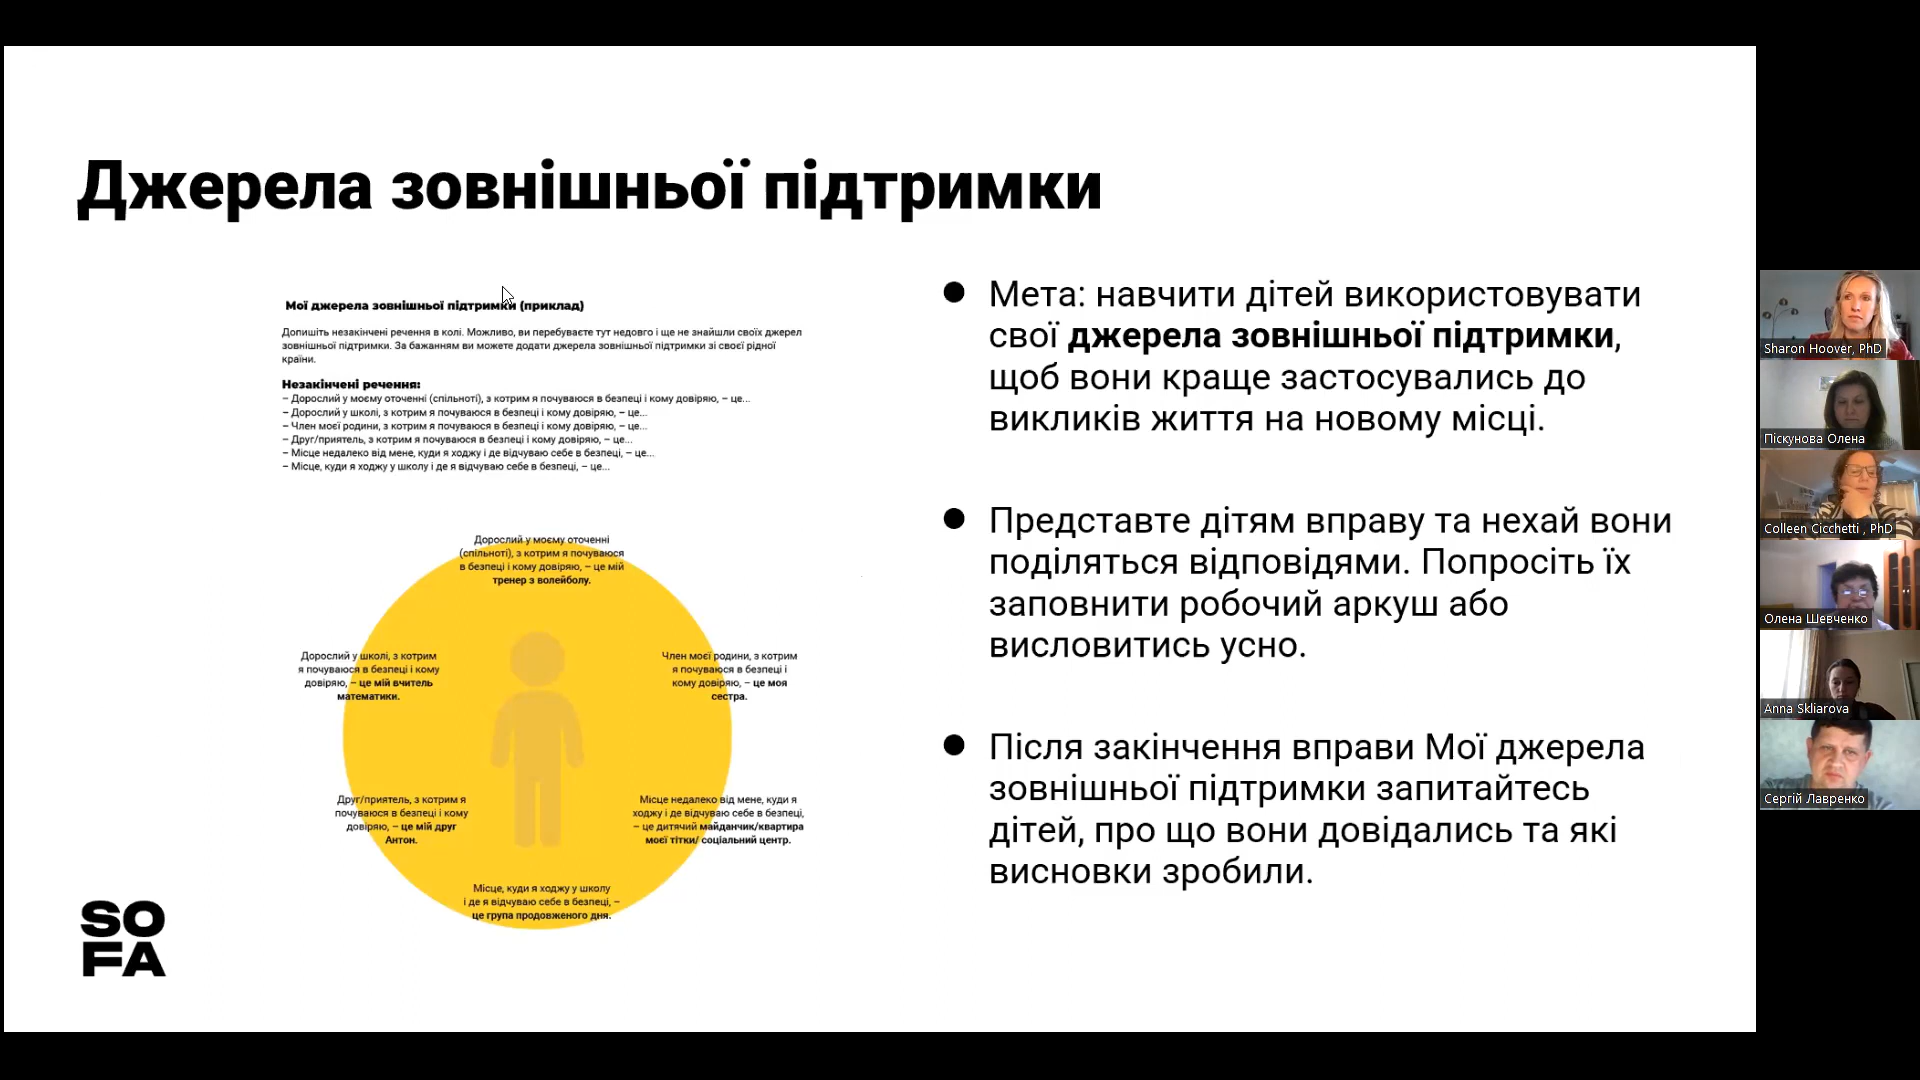 Джерела зовнішньої підтримки
Мої джерела зовнішньої підтримки (приклад)
Допишіть незакінчені речення в колі. Можливо, ви перебуваєте тут недовго і ще не знайшли своїх джерел
зовнішньої підтримки. За бажанням ви можете додати джерела зовнішньої підтримки зі своєї рідної
країни.
Незакінчені речення:
– Дорослий у моєму оточенні (спільноті), з котрим я почуваюся в безпеці і кому довіряю, – це...
– Дорослий у школі, з котрим я почуваюся в безпеці і кому довіряю, – це...
– Член моєї родини, з котрим я почуваюся в безпеці і кому довіряю, – це...
– Друг/приятель, з котрим я почуваюся в безпеці і кому довіряю, – це...
– Місце недалеко від мене, куди я ходжу і де відчуваю себе в безпеці, – це...
– Місце, куди я ходжу у школу і де я відчуваю себе в безпеці, – це...
Дорослий у моєму оточенні
(спільноті), з котрим я почуваюся
в безпеці і кому довіряю, – це мій
тренер з волейболу.
Дорослий у школі, з котрим
я почуваюся в безпеці і кому
довіряю, – це мій вчитель
математики.
Член моєї родини, з котрим
я почуваюся в безпеці і
кому довіряю, – це моя
сестра.
Друг/приятель, з котрим я
почуваюся в безпеці і кому
довіряю, – це мій друг
Антон.
Місце недалеко від мене, куди я
ходжу і де відчуваю себе в безпеці,
– це дитячий майданчик/квартира
моєї тітки/ соціальний центр.
Місце, куди я ходжу у школу
і де я відчуваю себе в безпеці, –
це група продовженого дня.
● Мета: навчити дітей використовувати
свої джерела зовнішньої підтримки,
щоб вони краще застосувались до
викликів життя на новому місці.
● Представте дітям вправу та нехай вони
поділяться відповідями. Попросіть їх
заповнити робочий аркуш або
висловитись усно.
● Після закінчення вправи Мої джерела
зовнішньої підтримки запитайтесь
дітей, про що вони довідались та які
висновки зробили.
SO
FA
Sharon Hoover, PhD
Піскунова Олена
Colleen Cicchetti , PhD
Олена Шевченко
Anna Skliarova
Сергій Лавренко